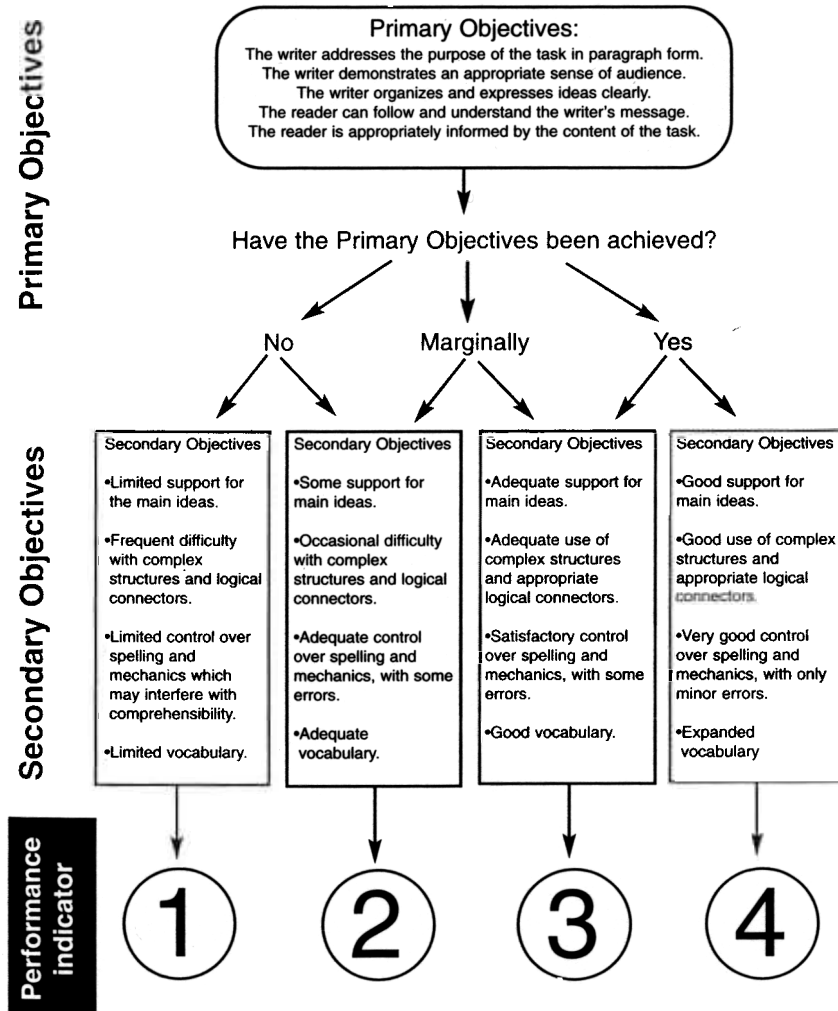 Primary Objectives
Primary Objectives:
The writer addresses the purpose of the task in paragraph form.
The writer demonstrates an appropriate sense of audience.
The writer organizes and expresses ideas clearly.
The reader can follow and understand the writer's message.
The reader is appropriately informed by the content of the task.
Have the Primary Objectives been achieved?
No
Marginally
Yes
Secondary Objectives
Secondary Objectives
•Limited support for
the main ideas.
•Frequent difficulty
with complex
structures and logical
connectors.
•Limited control over
spelling and
mechanics which
may interfere with
comprehensibility.
•Limited vocabulary.
Secondary Objectives
•Some support for
main ideas.
•Occasional difficulty
with complex
structures and logical
connectors.
•Adequate control
over spelling and
mechanics, with some
errors.
•Adequate
vocabulary.
Secondary Objectives
•Adequate support for
main ideas.
•Adequate use of
complex structures
and appropriate
logical connectors.
•Satisfactory control
over spelling and
mechanics, with some
errors.
•Good vocabulary.
Secondary Objectives
•Good support for
main ideas.
•Good use of complex
structures and
appropriate logical
connectors.
•Very good control
over spelling and
mechanics, with only
minor errors.
•Expanded
vocabulary
Performance
indicator
1
2
3
4